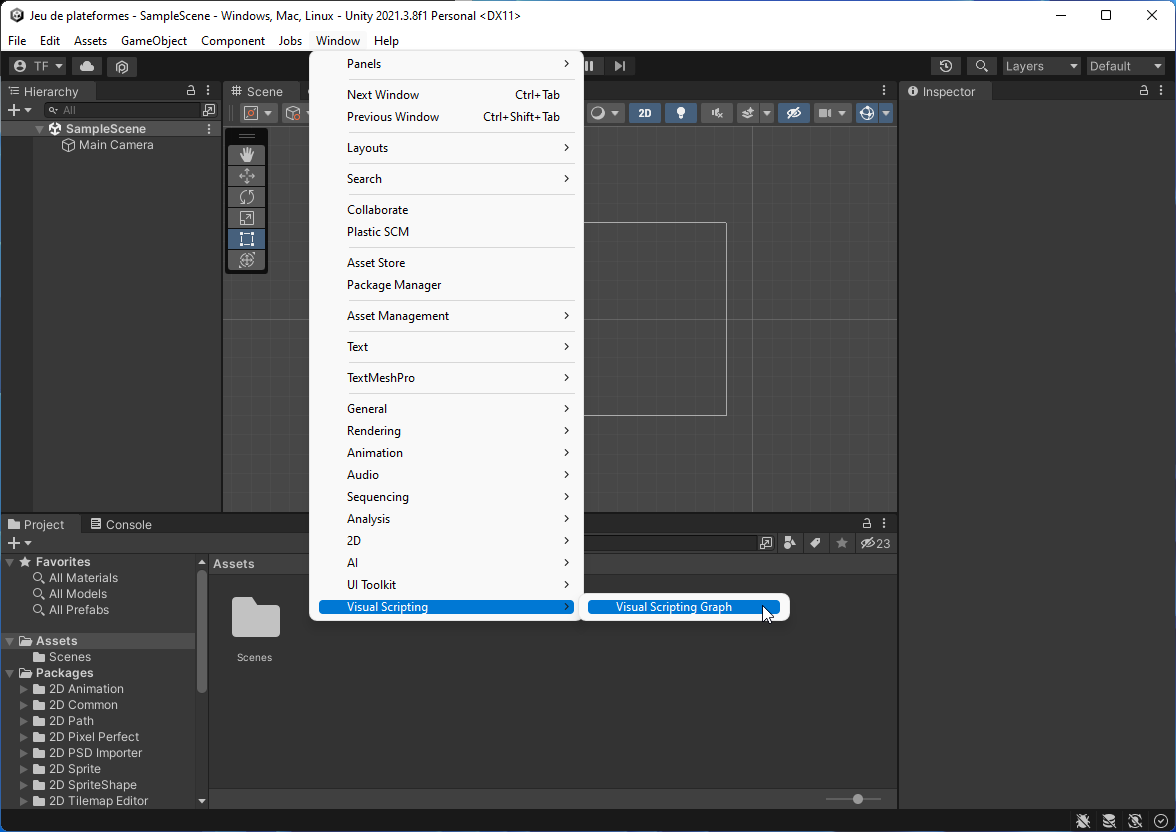 Jeu de plateformes - SampleScene - Windows, Mac, Linux - Unity 2021.3.8f1 Personal <DX11>
File Edit Assets GameObject Component Jobs Window Help
TF
Layers
Default
Hierarchy
All
SampleScene
Main Camera
Scene
2D
Inspector
Panels
Next Window Ctrl+Tab
Previous Window Ctrl+Shift+Tab
Layouts
Search
Collaborate
Plastic SCM
Asset Store
Package Manager
Asset Management
Text
TextMeshPro
General
Rendering
Animation
Audio
Sequencing
Analysis
2D
AI
UI Toolkit
Visual Scripting
Visual Scripting Graph
Project
Console
23
Favorites
All Materials
All Models
All Prefabs
Assets
Scenes
Packages
2D Animation
2D Common
2D Path
2D Pixel Perfect
2D PSD Importer
2D Sprite
2D SpriteShape
2D Tilemap Editor
Assets
Scenes